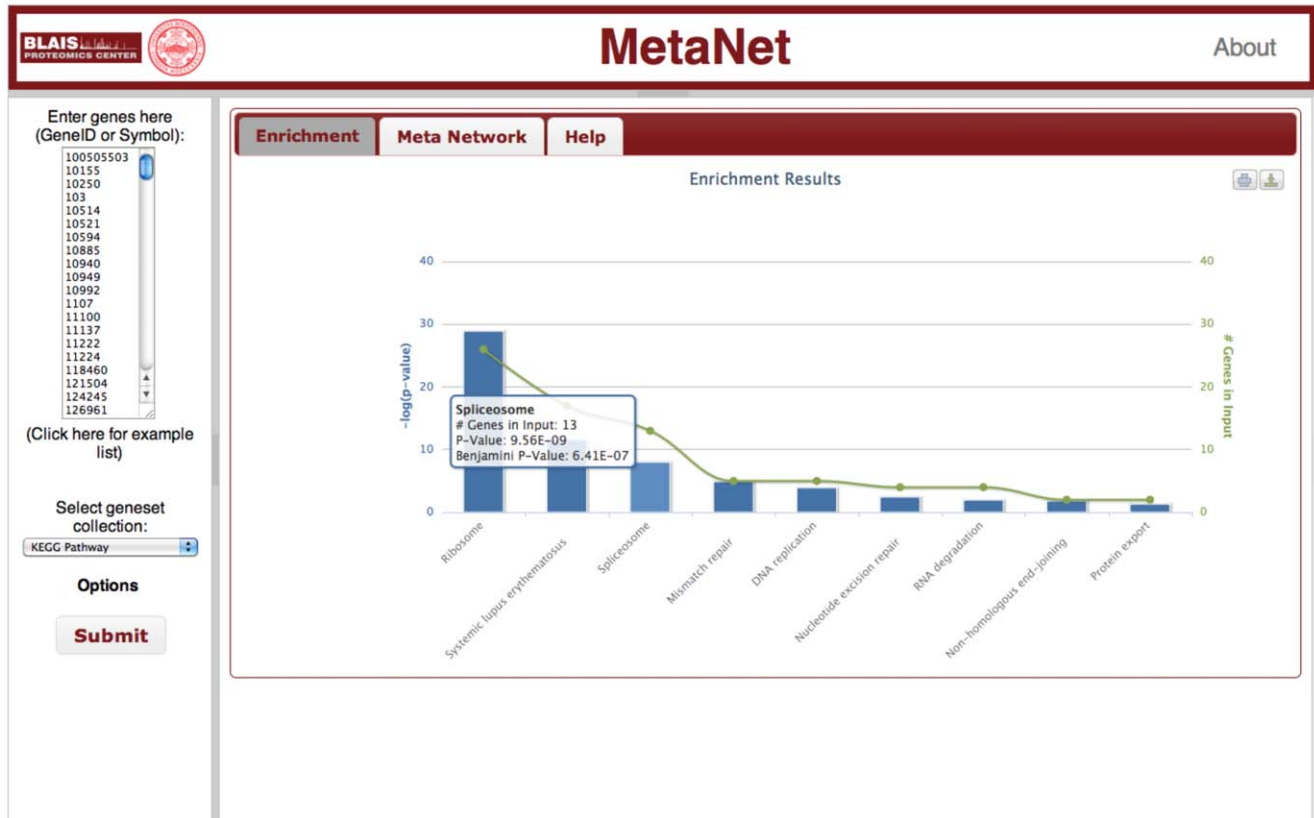 BLAIS
PROTEOMICS CENTER
MetaNet
About
Enter genes here
(GeneID or Symbol):
100505503
10155
10250
103
10514
10521
10594
10885
10940
10949
10992
1107
11100
11137
11222
11224
118460
121504
124245
126961
(Click here for example
list)
Select geneset
collection:
KEGG Pathway
Options
Submit
Enrichment
Meta Network
Help
Enrichment Results
-log(p-value)
40
30
20
10
0
Spliceosome
# Genes in Input: 13
P-Value: 9.56E-09
Benjamini P-Value: 6.41E-07
40
30
20
10
0
# Genes in Input
Ribosome
Systemic lupus erythematosus
Spliceosome
Mismatch repair
DNA replication
Nucleotide excision repair
RNA degradation
Non-homologous end-joining
Protein export